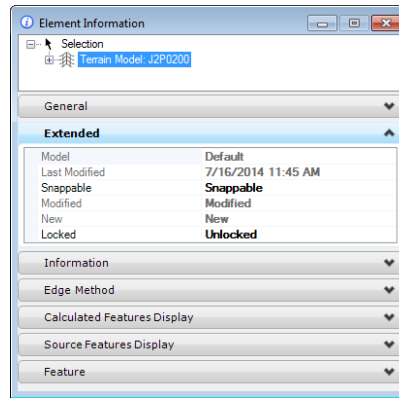 Element Information
Selection
Terrain Model: J2P0200
General
Extended
Model Default
Last Modified 7/16/2014 11:45 AM
Snappable Snappable
Modified Modified
New New
Locked Unlocked
Information
Edge Method
Calculated Features Display
Source Features Display
Feature